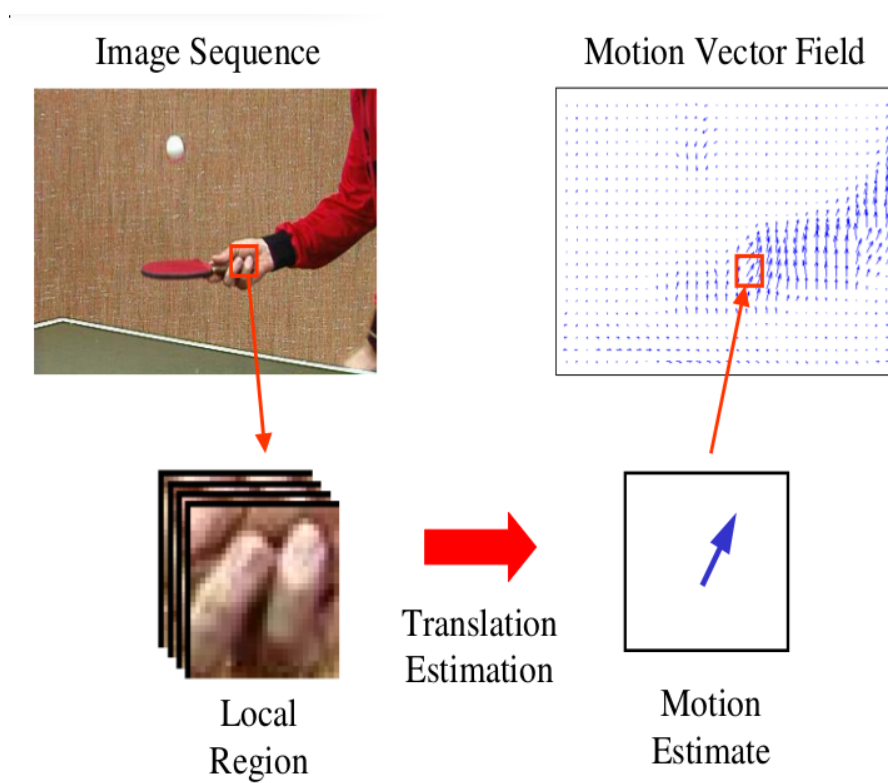 Image Sequence
Motion Vector Field
Translation
Estimation
Local
Region
Motion
Estimate